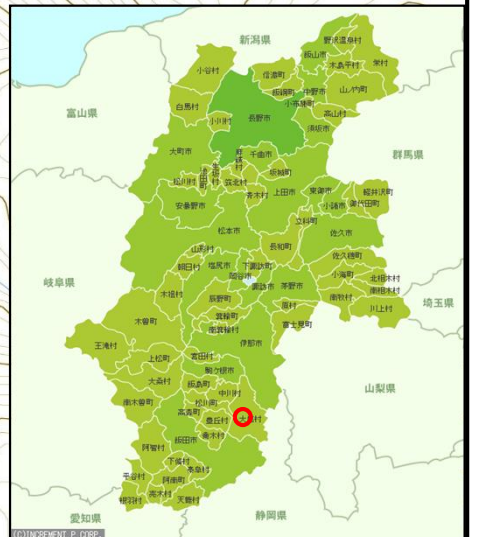 新潟県
野沢温泉村
飯山市
栄村
小谷村
信濃町
木島平村
飯綱町
中野市
山ノ内町
白馬村
小布施町
高山村
富山県
小川村
長野市
須坂市
大町市
千曲市
群馬県
坂城町
松川村
筑北村
上田市
東御市
軽井沢町
青木村
小諸市
御代田町
安曇野市
立科町
松本市
佐久市
長和町
佐久穂町
山形村
朝日村
塩尻市
下諏訪町
小海町
北相木村
岡谷市
南相木村
岐阜県
諏訪市
茅野市
木祖村
辰野町
原村
南牧村
川上村
埼玉県
箕輪町
富士見町
木曽町
南箕輪村
王滝村
伊那市
上松町
宮田村
駒ヶ根市
大桑村
飯島町
山梨県
中川村
南木曽町
松川町
高森町
豊丘村
飯田市
喬木村
阿智村
下條村
泰阜村
平谷村
阿南町
根羽村
売木村
天龍村
愛知県
静岡県
(C)INCREMENT P CORP.